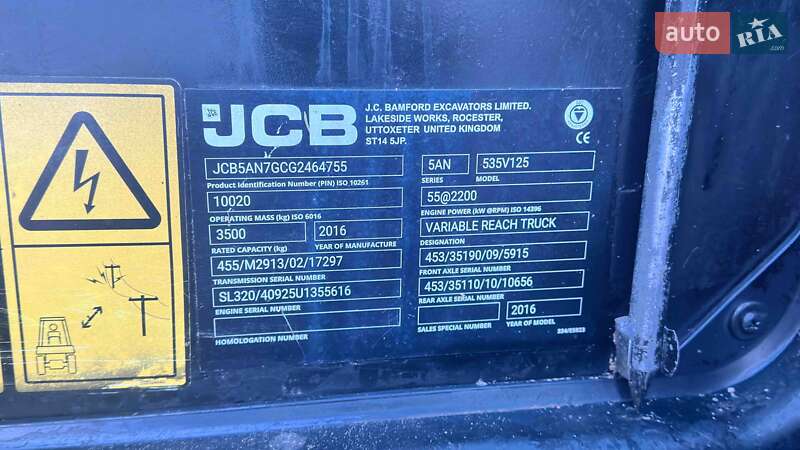 auto RIA
.com
JCB
J.C. BAMFORD EXCAVATORS LIMITED.
LAKESIDE WORKS, ROCESTER,
UTTOXETER UNITED KINGDOM
ST14 5JP.
CE
JCB5AN7GCG2464755
Product Identification Number (PIN) ISO 10261
5AN 535V125
SERIES MODEL
10020
OPERATING MASS (kg) ISO 6016
55@2200
ENGINE POWER (kW @RPM) ISO 14396
3500 2016
RATED CAPACITY (kg) YEAR OF MANUFACTURE
VARIABLE REACH TRUCK
DESIGNATION
455/M2913/02/17297
TRANSMISSION SERIAL NUMBER
453/35190/09/5915
FRONT AXLE SERIAL NUMBER
SL320/40925U1355616
ENGINE SERIAL NUMBER
453/35110/10/10656
REAR AXLE SERIAL NUMBER
HOMOLOGATION NUMBER
2016
SALES SPECIAL NUMBER YEAR OF MODEL